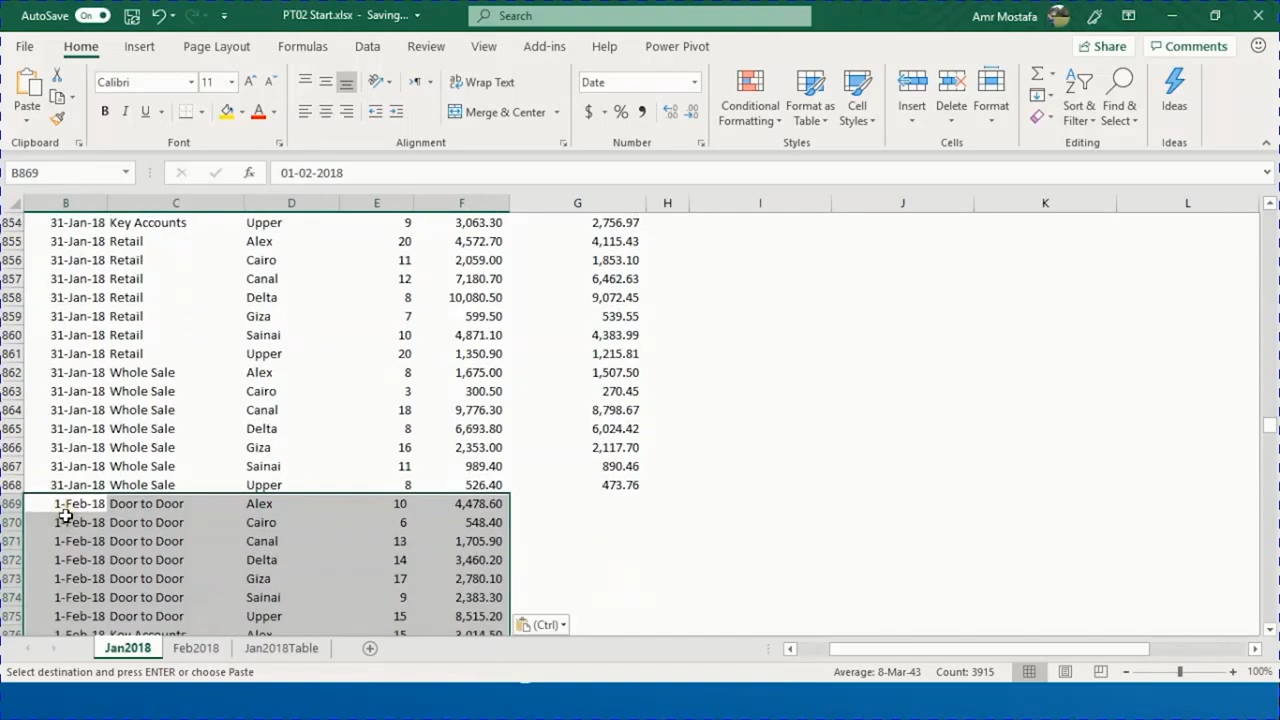 AutoSave On PT02 Start.xlsx - Saving... Search Amr Mostafa
File Home Insert Page Layout Formulas Data Review View Add-ins Help Power Pivot Share Comments
Calibri 11 Wrap Text Date
Paste B I U Merge & Center $ % , Conditional Formatting Format as Table Cell Styles Insert Delete Format Sort & Filter Find & Select Ideas
Clipboard Font Alignment Number Styles Cells Editing Ideas
B869 fx 01-02-2018
B C D E F G H I J K L
854 31-Jan-18 Key Accounts Upper 9 3,063.30 2,756.97
855 31-Jan-18 Retail Alex 20 4,572.70 4,115.43
856 31-Jan-18 Retail Cairo 11 2,059.00 1,853.10
857 31-Jan-18 Retail Canal 12 7,180.70 6,462.63
858 31-Jan-18 Retail Delta 8 10,080.50 9,072.45
859 31-Jan-18 Retail Giza 7 599.50 539.55
860 31-Jan-18 Retail Sainai 10 4,871.10 4,383.99
861 31-Jan-18 Retail Upper 20 1,350.90 1,215.81
862 31-Jan-18 Whole Sale Alex 8 1,675.00 1,507.50
863 31-Jan-18 Whole Sale Cairo 3 300.50 270.45
864 31-Jan-18 Whole Sale Canal 18 9,776.30 8,798.67
865 31-Jan-18 Whole Sale Delta 8 6,693.80 6,024.42
866 31-Jan-18 Whole Sale Giza 16 2,353.00 2,117.70
867 31-Jan-18 Whole Sale Sainai 11 989.40 890.46
868 31-Jan-18 Whole Sale Upper 8 526.40 473.76
869 1-Feb-18 Door to Door Alex 10 4,478.60
870 1-Feb-18 Door to Door Cairo 6 548.40
871 1-Feb-18 Door to Door Canal 13 1,705.90
872 1-Feb-18 Door to Door Delta 14 3,460.20
873 1-Feb-18 Door to Door Giza 17 2,780.10
874 1-Feb-18 Door to Door Sainai 9 2,383.30
875 1-Feb-18 Door to Door Upper 15 8,515.20
876 1-Feb-18 Key Accounts Alex 15 3,014.50
(Ctrl)
Jan2018 Feb2018 Jan2018Table
Select destination and press ENTER or choose Paste Average: 8-Mar-43 Count: 3915 100%